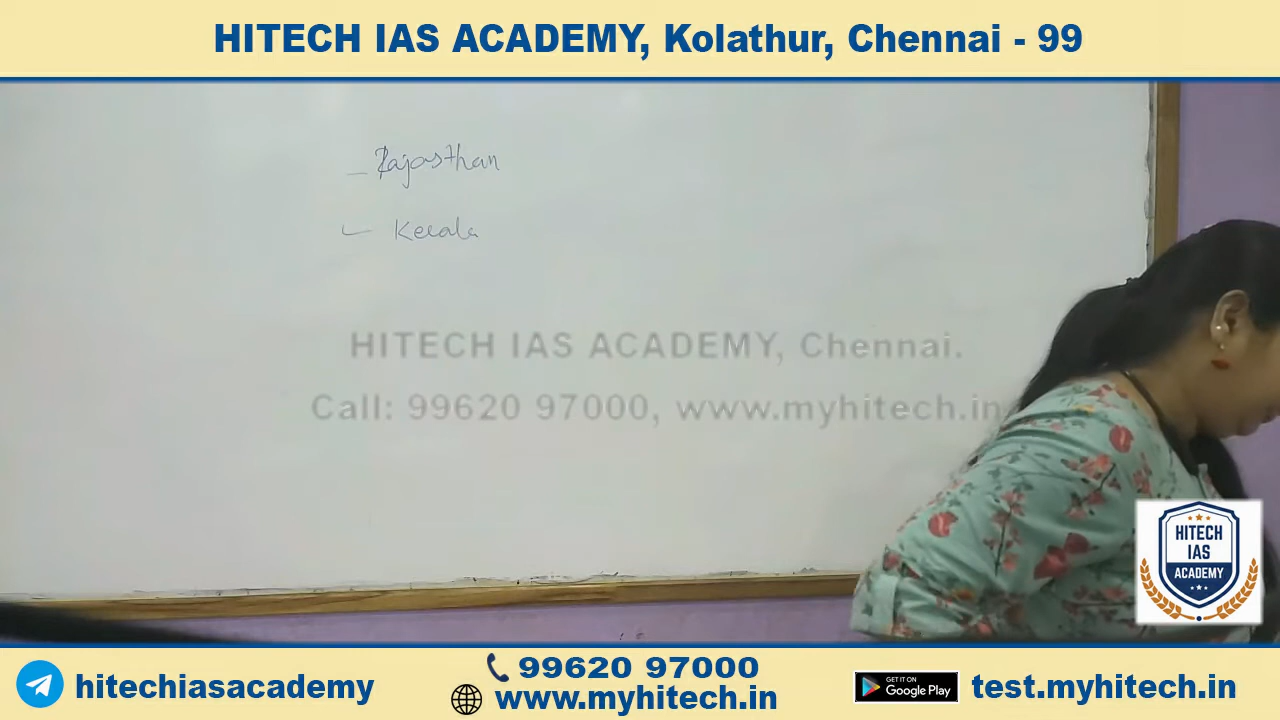 HITECH IAS ACADEMY, Kolathur, Chennai - 99
– Rajasthan
– Kerala
HITECH IAS ACADEMY, Chennai.
Call: 99620 97000, www.myhitech.in
HITECH
IAS
ACADEMY
hitechiasacademy
99620 97000
www.myhitech.in
GET IT ON
Google Play
test.myhitech.in